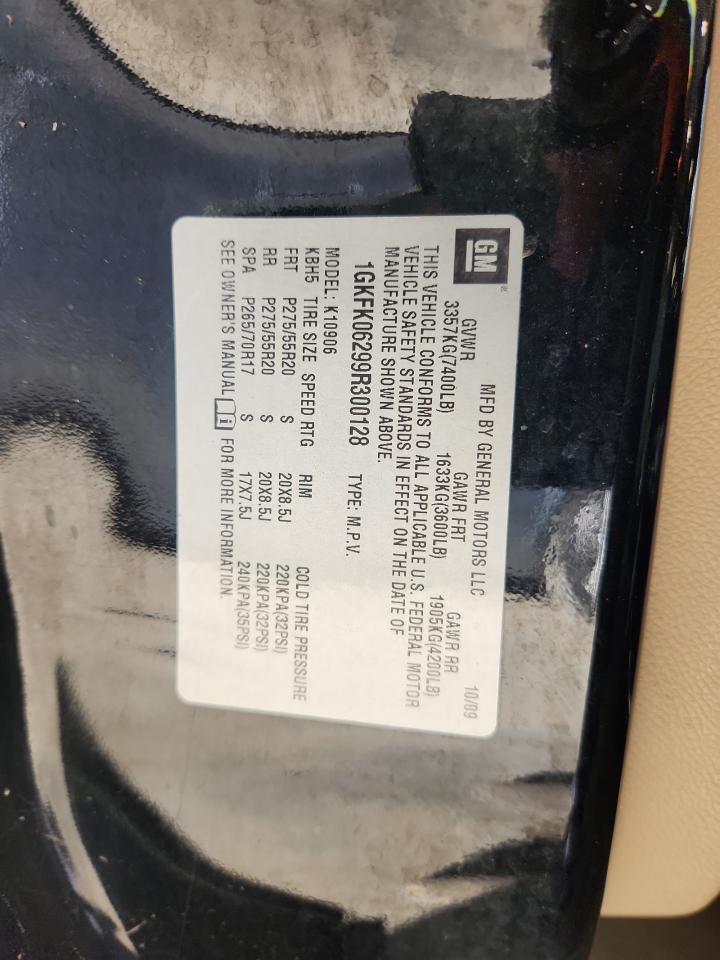 GM®
MFD BY GENERAL MOTORS LLC 10/09
GVWR GAWR FRT GAWR RR
3357KG(7400LB) 1633KG(3600LB) 1905KG(4200LB)
THIS VEHICLE CONFORMS TO ALL APPLICABLE U.S. FEDERAL MOTOR
VEHICLE SAFETY STANDARDS IN EFFECT ON THE DATE OF
MANUFACTURE SHOWN ABOVE.
1GKFK06299R300128 TYPE: M.P.V.
MODEL: K10906
KBH5 TIRE SIZE SPEED RTG RIM COLD TIRE PRESSURE
FRT P275/55R20 S 20X8.5J 220KPA(32PSI)
RR P275/55R20 S 20X8.5J 220KPA(32PSI)
SPA P265/70R17 S 17X7.5J 240KPA(35PSI)
SEE OWNER'S MANUAL i FOR MORE INFORMATION.